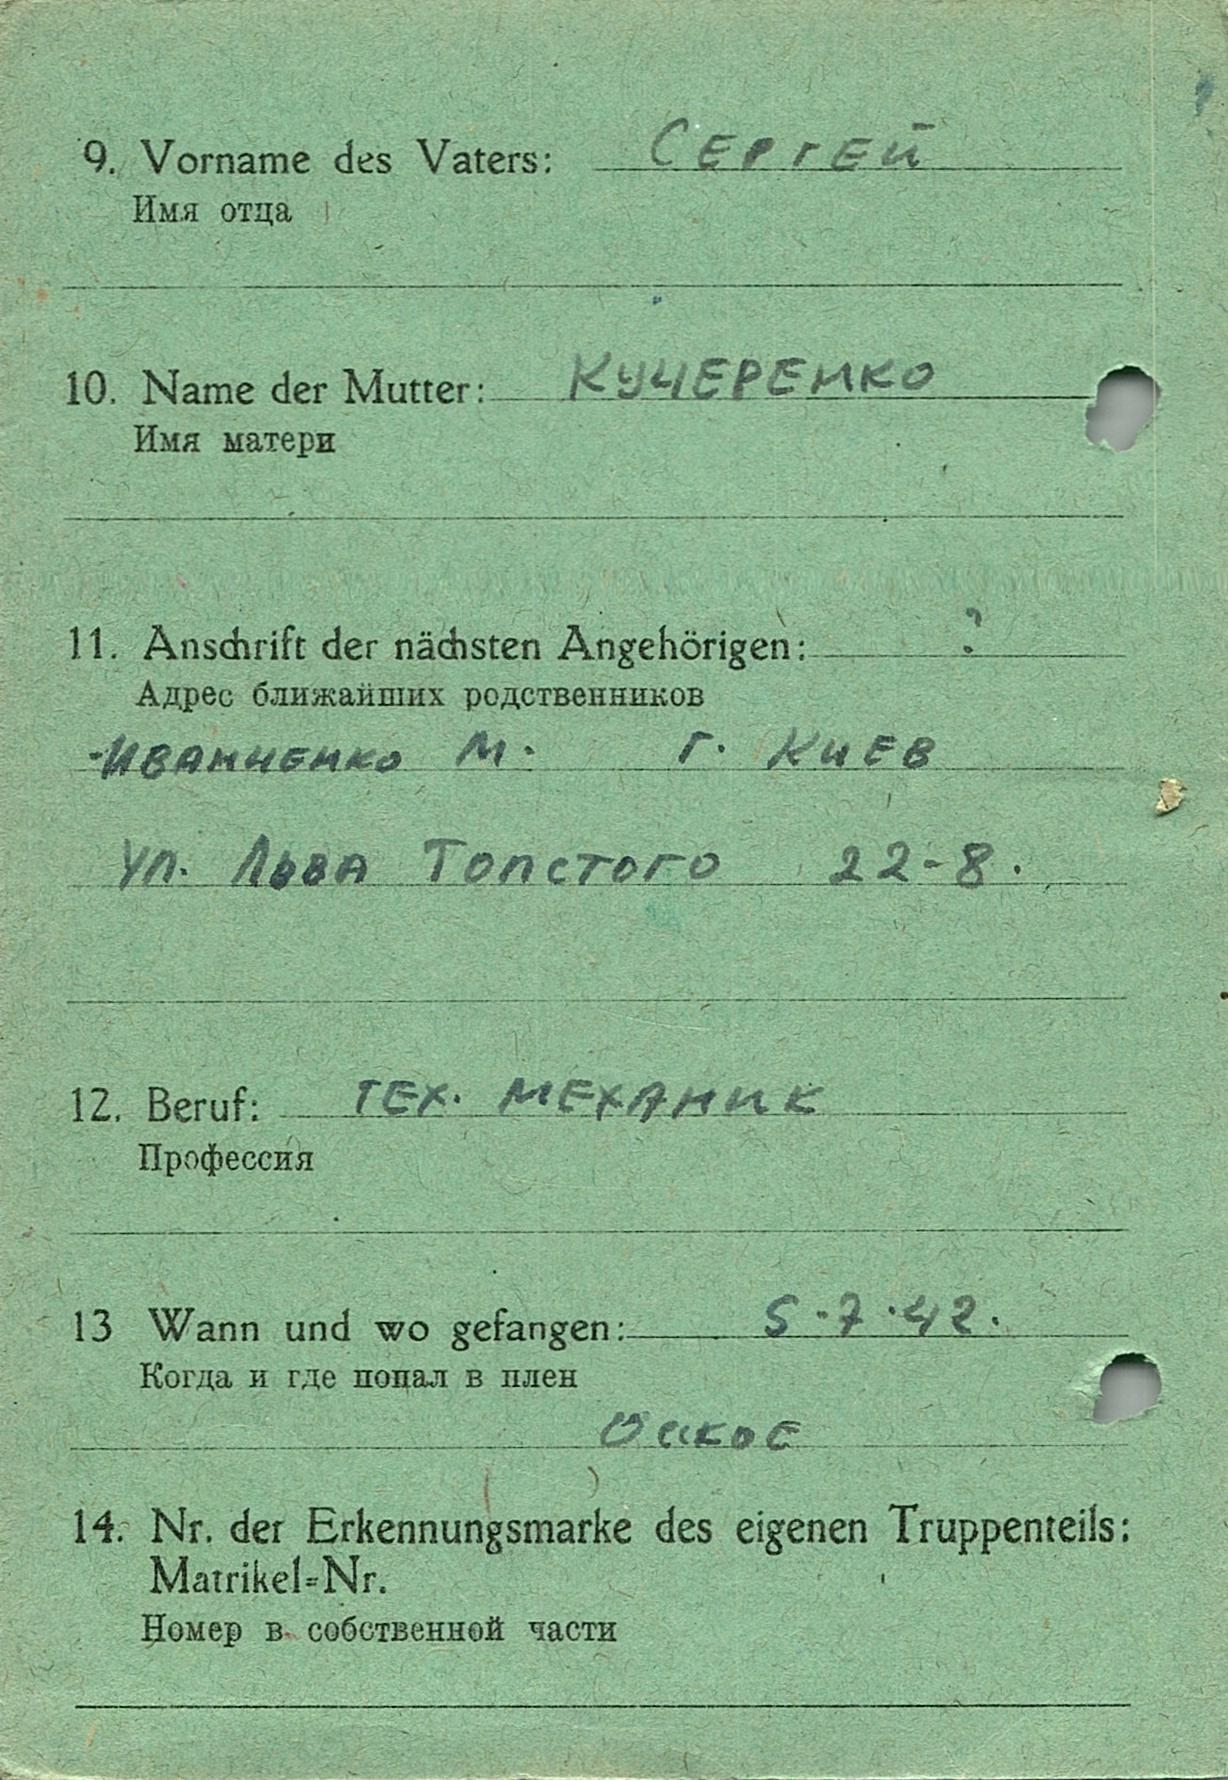 9. Vorname des Vaters: Сергей
Имя отца
10. Name der Mutter: Кучеренко
Имя матери
11. Anschrift der nächsten Angehörigen: ?
Адрес ближайших родственников
-Иванченко М. г. Киев
Ул. Льва Толстого 22-8.
12. Beruf: тех. механик
Профессия
13 Wann und wo gefangen: 5.7.42.
Когда и где попал в плен
14. Nr. der Erkennungsmarke des eigenen Truppenteils:
Matrikel=Nr.
Номер в собственной части